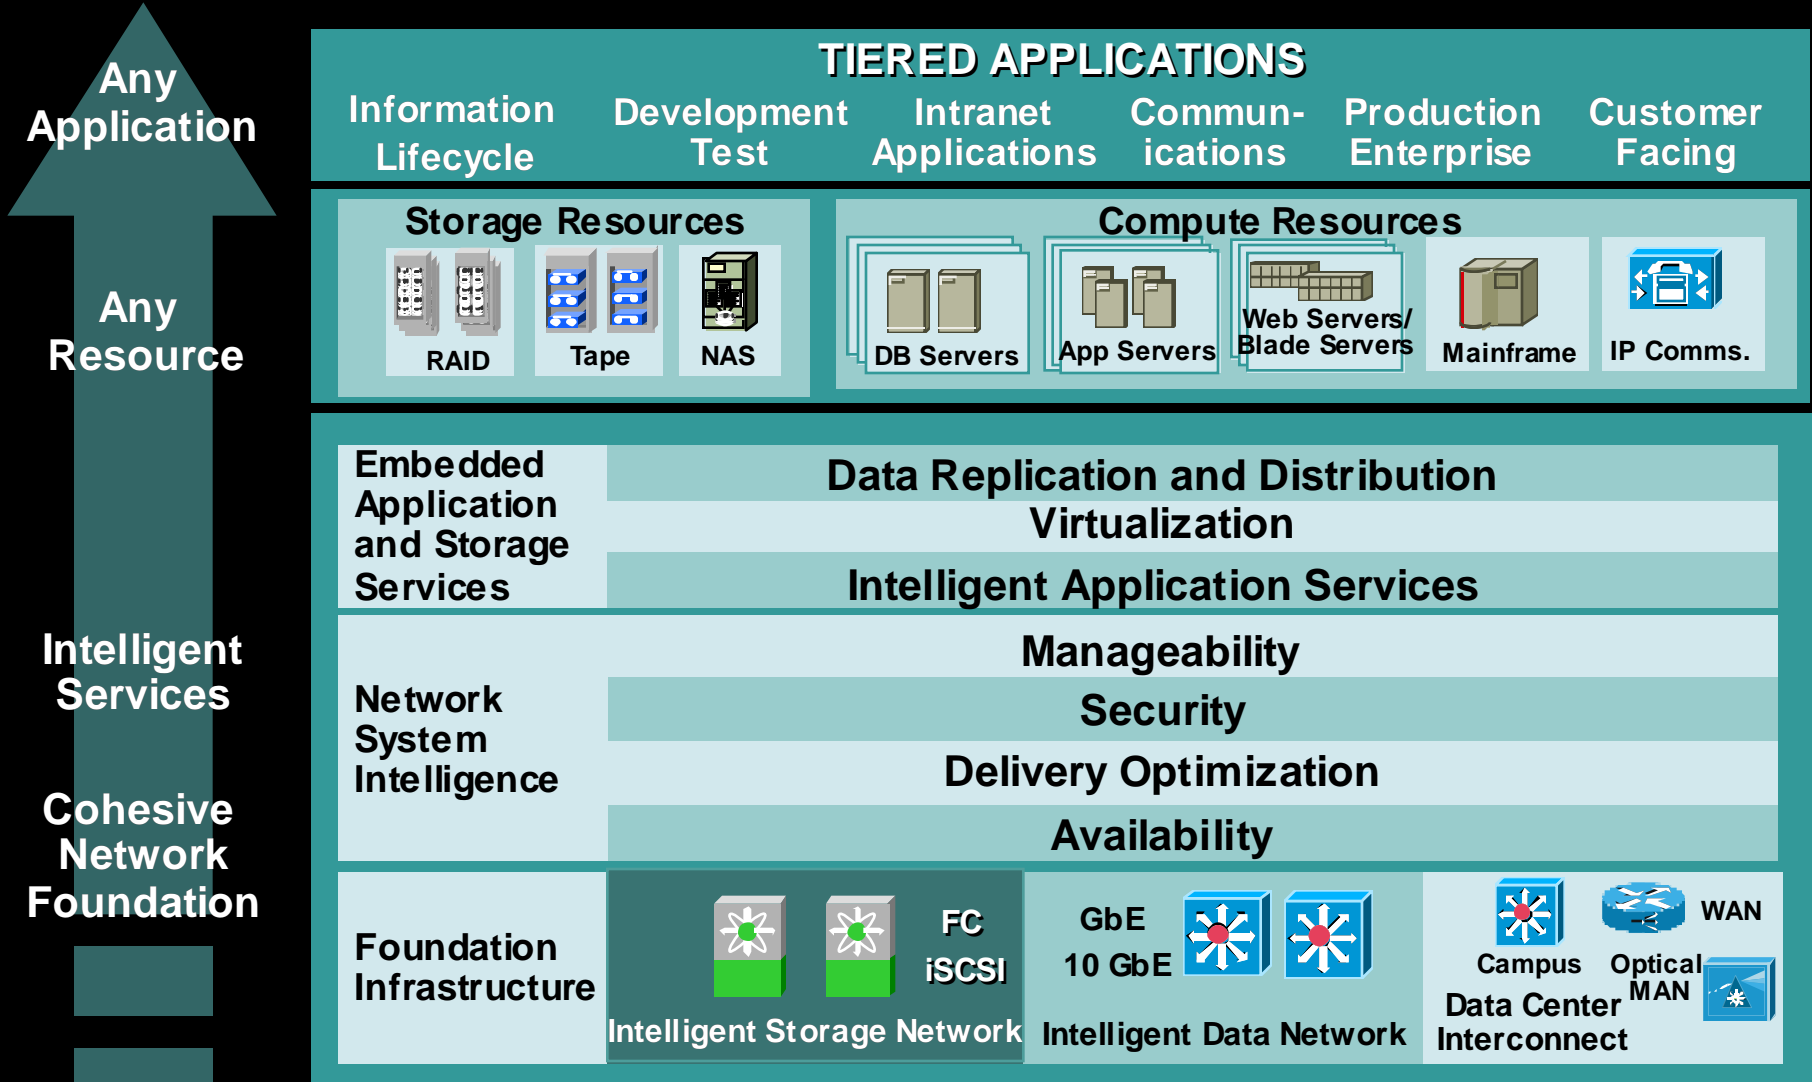 Any
Application
Any
Resource
Intelligent
Services
Cohesive
Network
Foundation
TIERED APPLICATIONS
Information
Lifecycle
Development
Test
Intranet
Applications
Commun-
ications
Production
Enterprise
Customer
Facing
Storage Resources
RAID
Tape
NAS
Compute Resources
DB Servers
App Servers
Web Servers/
Blade Servers
Mainframe
IP Comms.
Embedded
Application
and Storage
Services
Data Replication and Distribution
Virtualization
Intelligent Application Services
Network
System
Intelligence
Manageability
Security
Delivery Optimization
Availability
Foundation
Infrastructure
FC
iSCSI
Intelligent Storage Network
GbE
10 GbE
Intelligent Data Network
Campus
WAN
Optical
MAN
Data Center
Interconnect